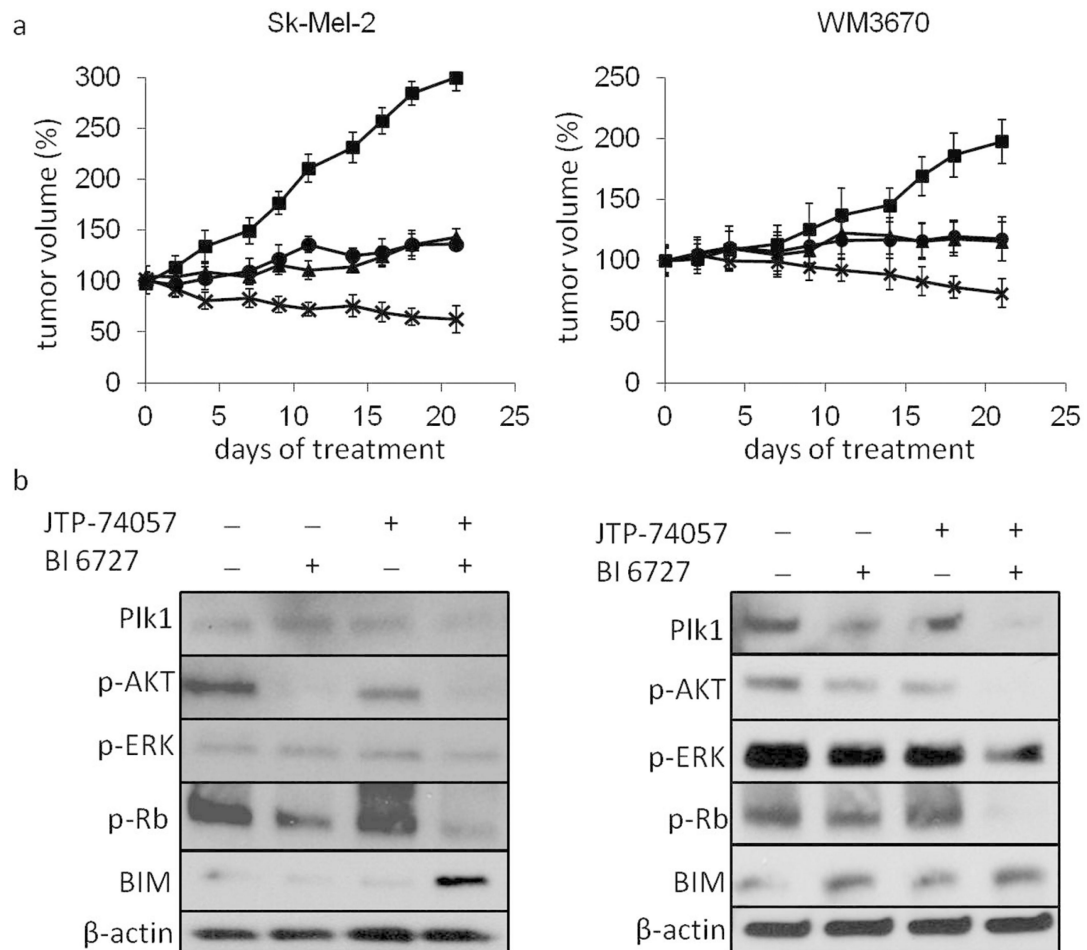 a
Sk-Mel-2
WM3670
tumor volume (%)
300
250
200
150
100
50
0
0 5 10 15 20 25
days of treatment
tumor volume (%)
250
200
150
100
50
0
0 5 10 15 20 25
days of treatment
b
JTP-74057 – – + +
BI 6727 – + – +
Plk1
p-AKT
p-ERK
p-Rb
BIM
β-actin
JTP-74057 – – + +
BI 6727 – + – +
Plk1
p-AKT
p-ERK
p-Rb
BIM
β-actin